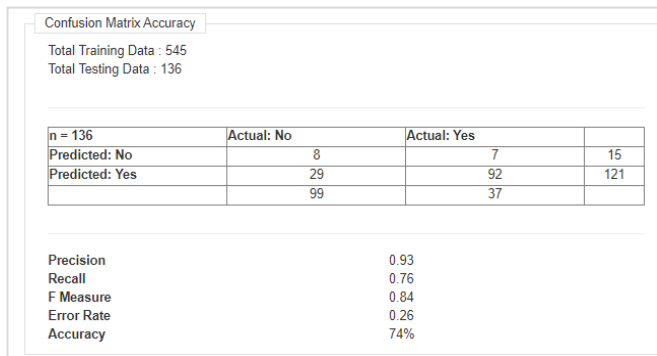 Confusion Matrix Accuracy
Total Training Data : 545
Total Testing Data : 136
n = 136 Actual: No Actual: Yes
Predicted: No 8 7 15
Predicted: Yes 29 92 121
99 37
Precision 0.93
Recall 0.76
F Measure 0.84
Error Rate 0.26
Accuracy 74%